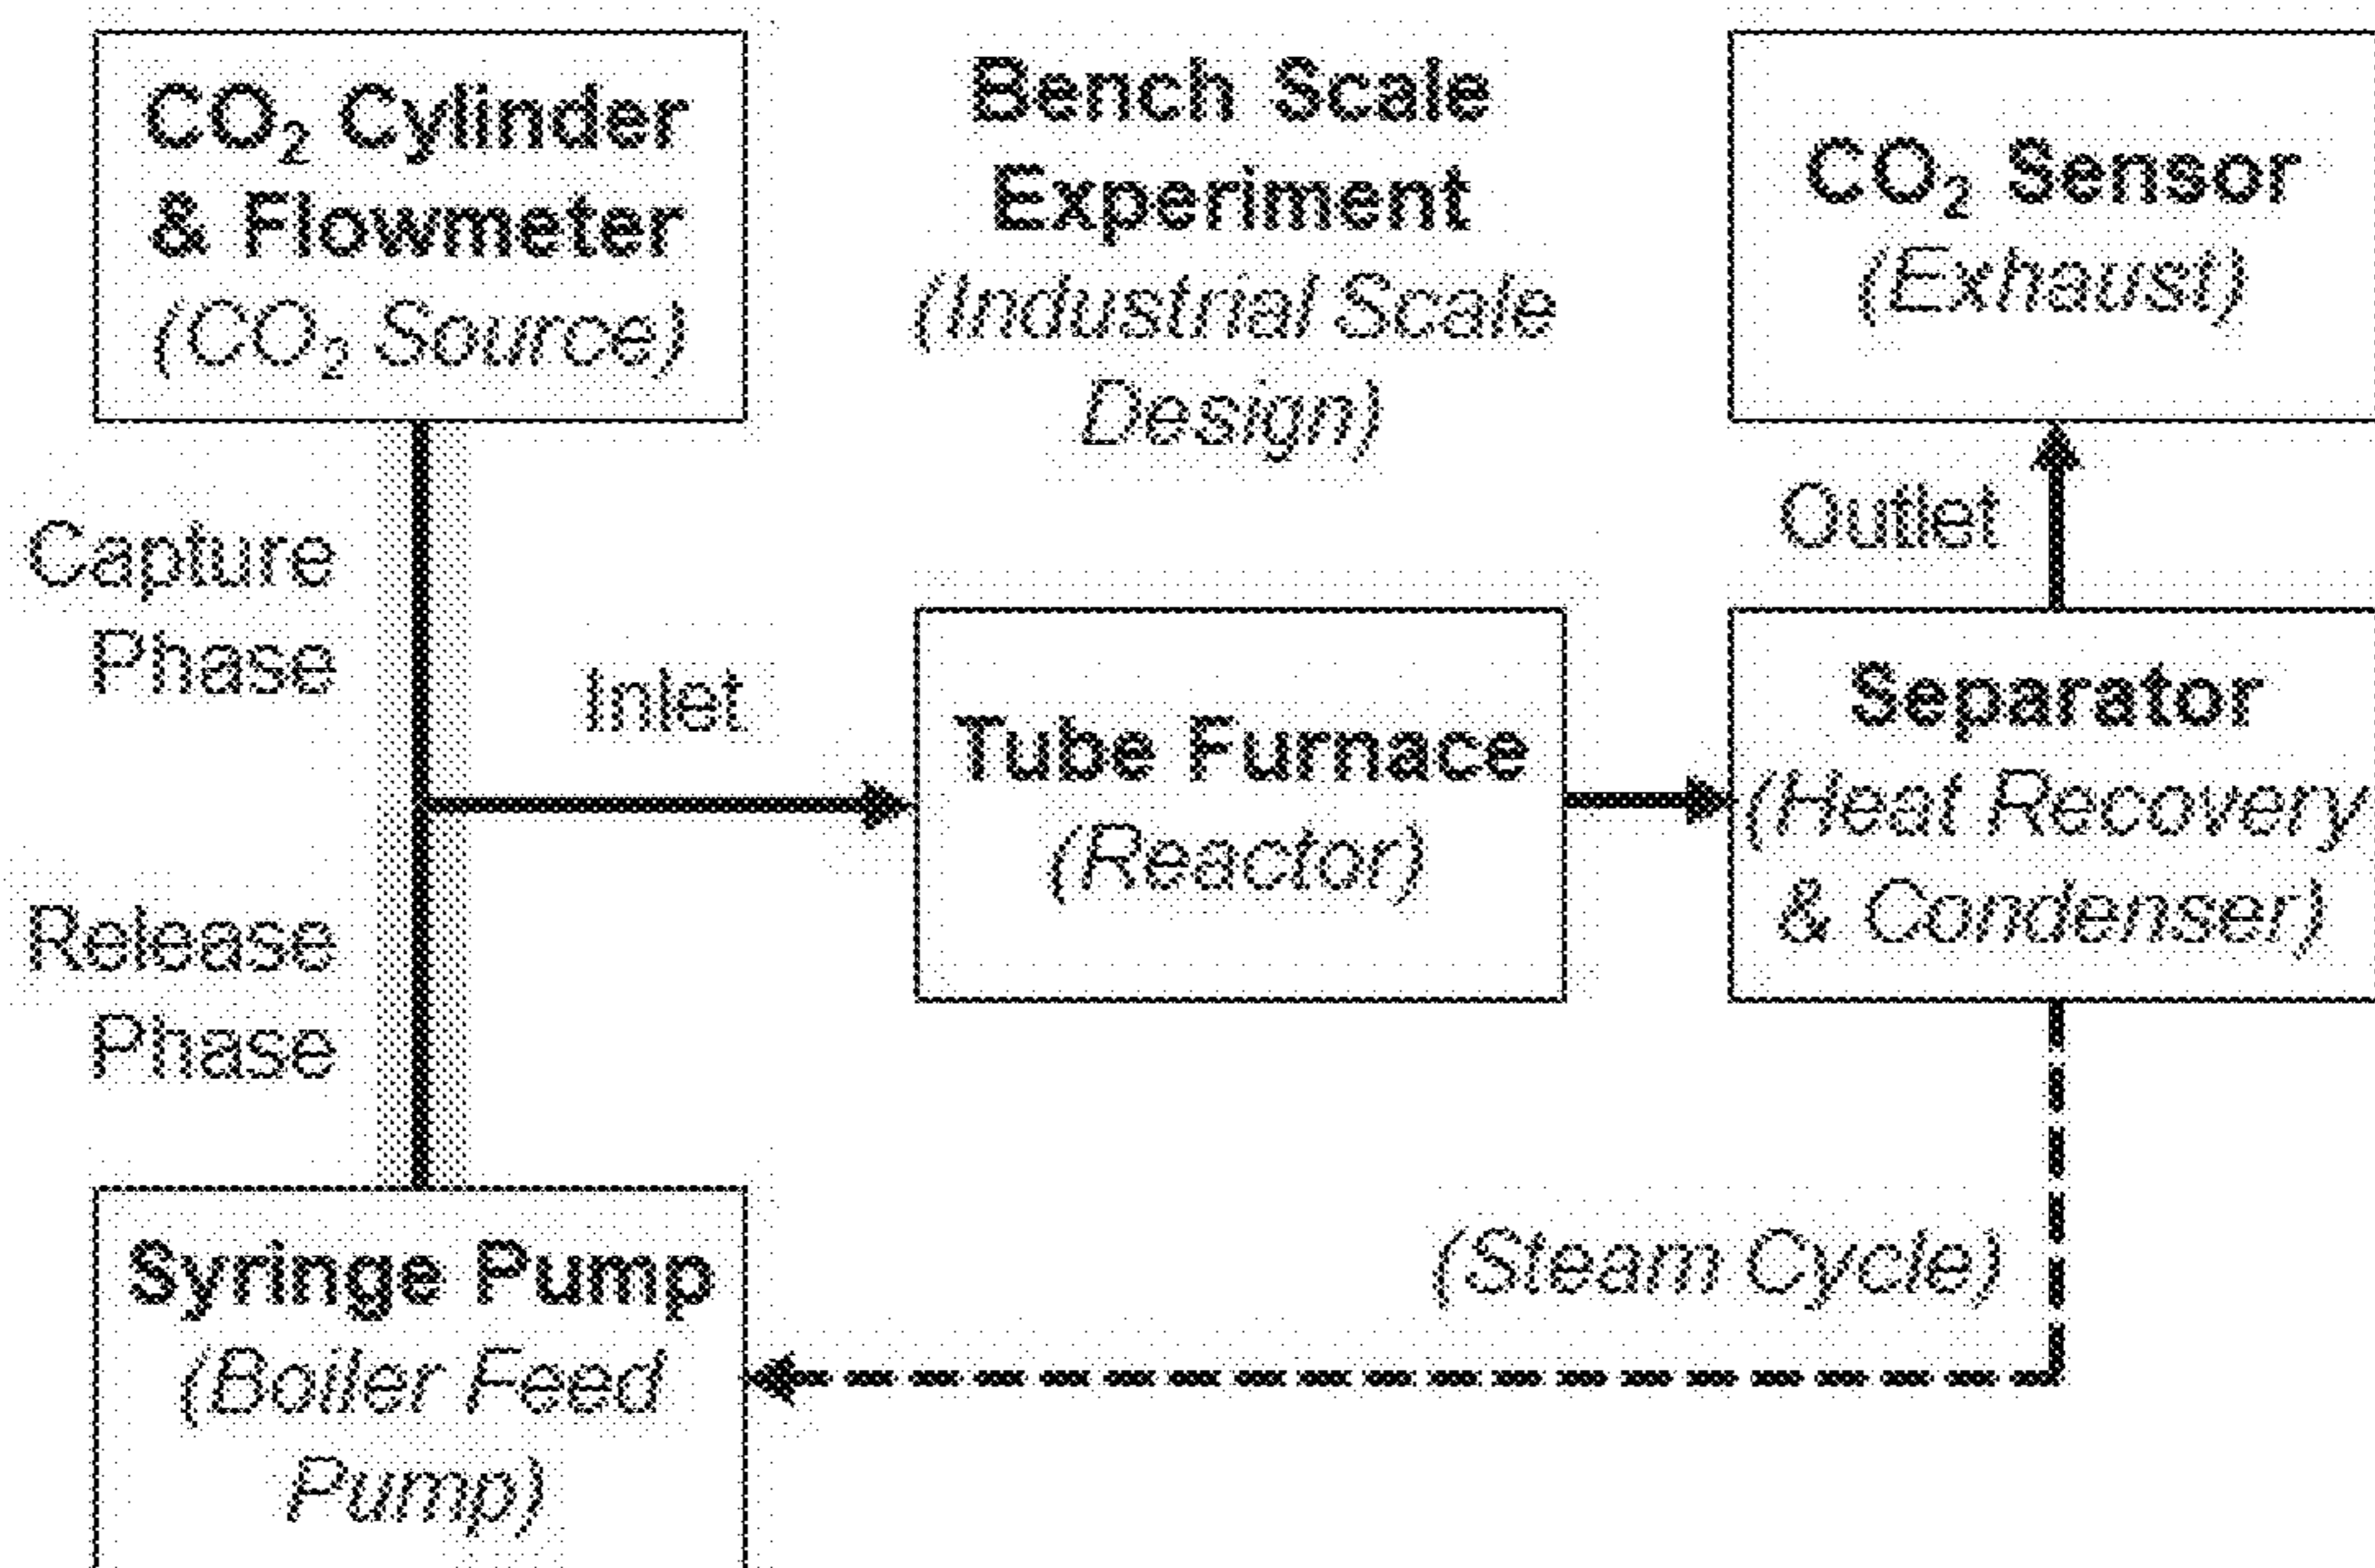 CO₂ Cylinder
& Flowmeter
(CO₂ Source)
Bench Scale
Experiment
(Industrial Scale
Design)
CO₂ Sensor
(Exhaust)
Capture
Phase
Outlet
Inlet
Tube Furnace
(Reactor)
Separator
(Heat Recovery
& Condenser)
Release
Phase
Syringe Pump
(Boiler Feed
Pump)
(Steam Cycle)